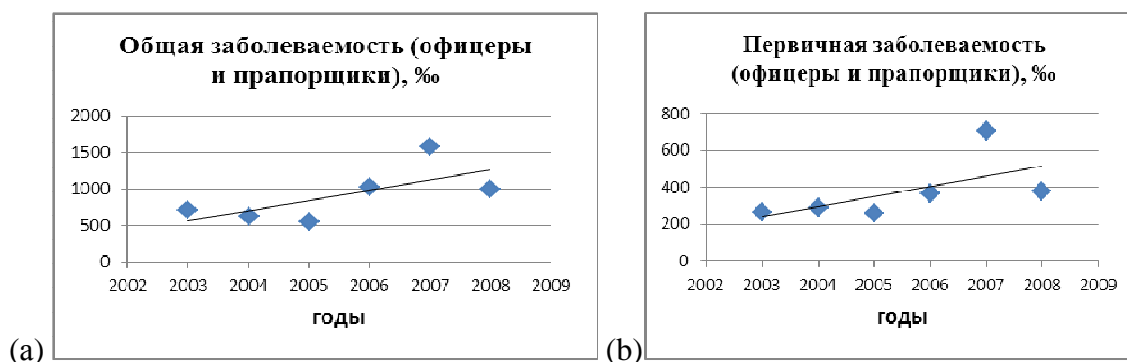 Общая заболеваемость (офицеры
и прапорщики), ‰
2000
1500
1000
500
0
2002 2003 2004 2005 2006 2007 2008 2009
годы
(a)
Первичная заболеваемость
(офицеры и прапорщики), ‰
800
600
400
200
0
2002 2003 2004 2005 2006 2007 2008 2009
годы
(b)